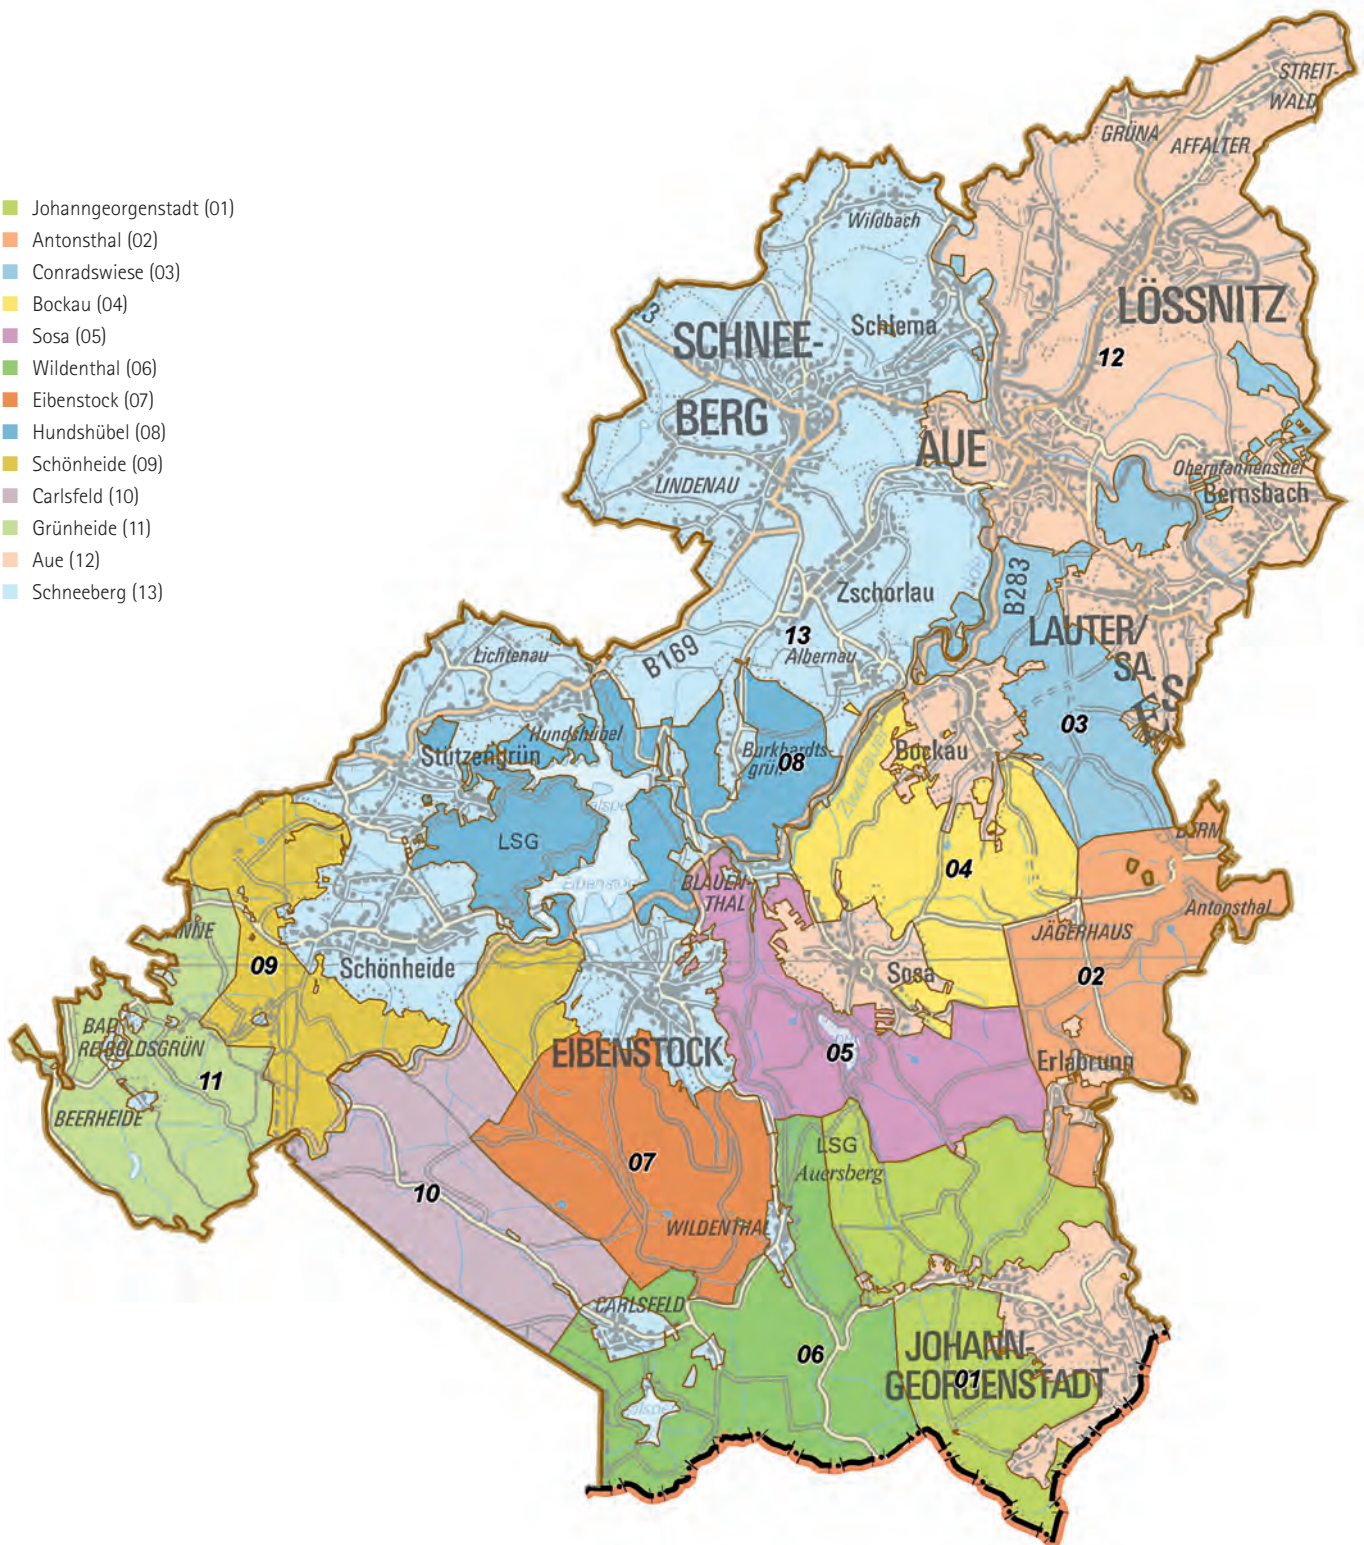 Johanngeorgenstadt (01)
Antonsthal (02)
Conradswiese (03)
Bockau (04)
Sosa (05)
Wildenthal (06)
Eibenstock (07)
Hundshübel (08)
Schönheide (09)
Carlsfeld (10)
Grünheide (11)
Aue (12)
Schneeberg (13)
STREIT-
WALD
GRÜNA
AFFALTER
Wildbach
LÖSSNITZ
Schlema
SCHNEE-
BERG
12
AUE
LINDENAU
Oberpfannenstiel
Bernsbach
Zschorlau
B283
13
LAUTER/
SA
Lichtenau
B169
Albernau
03
Hundshübel
Stützengrün
Burkhardts-
grün
08
Bockau
Zwickauer
LSG
04
BLAUEN-
THAL
Antonsthal
JÄGERHAUS
09
Schönheide
Sosa
02
BAD
REIBOLDSGRÜN
EIBENSTOCK
05
Erlabrunn
11
BEERHEIDE
LSG
Auersberg
07
10
WILDENTHAL
CARLSFELD
06
JOHANN-
GEORGENSTADT
01